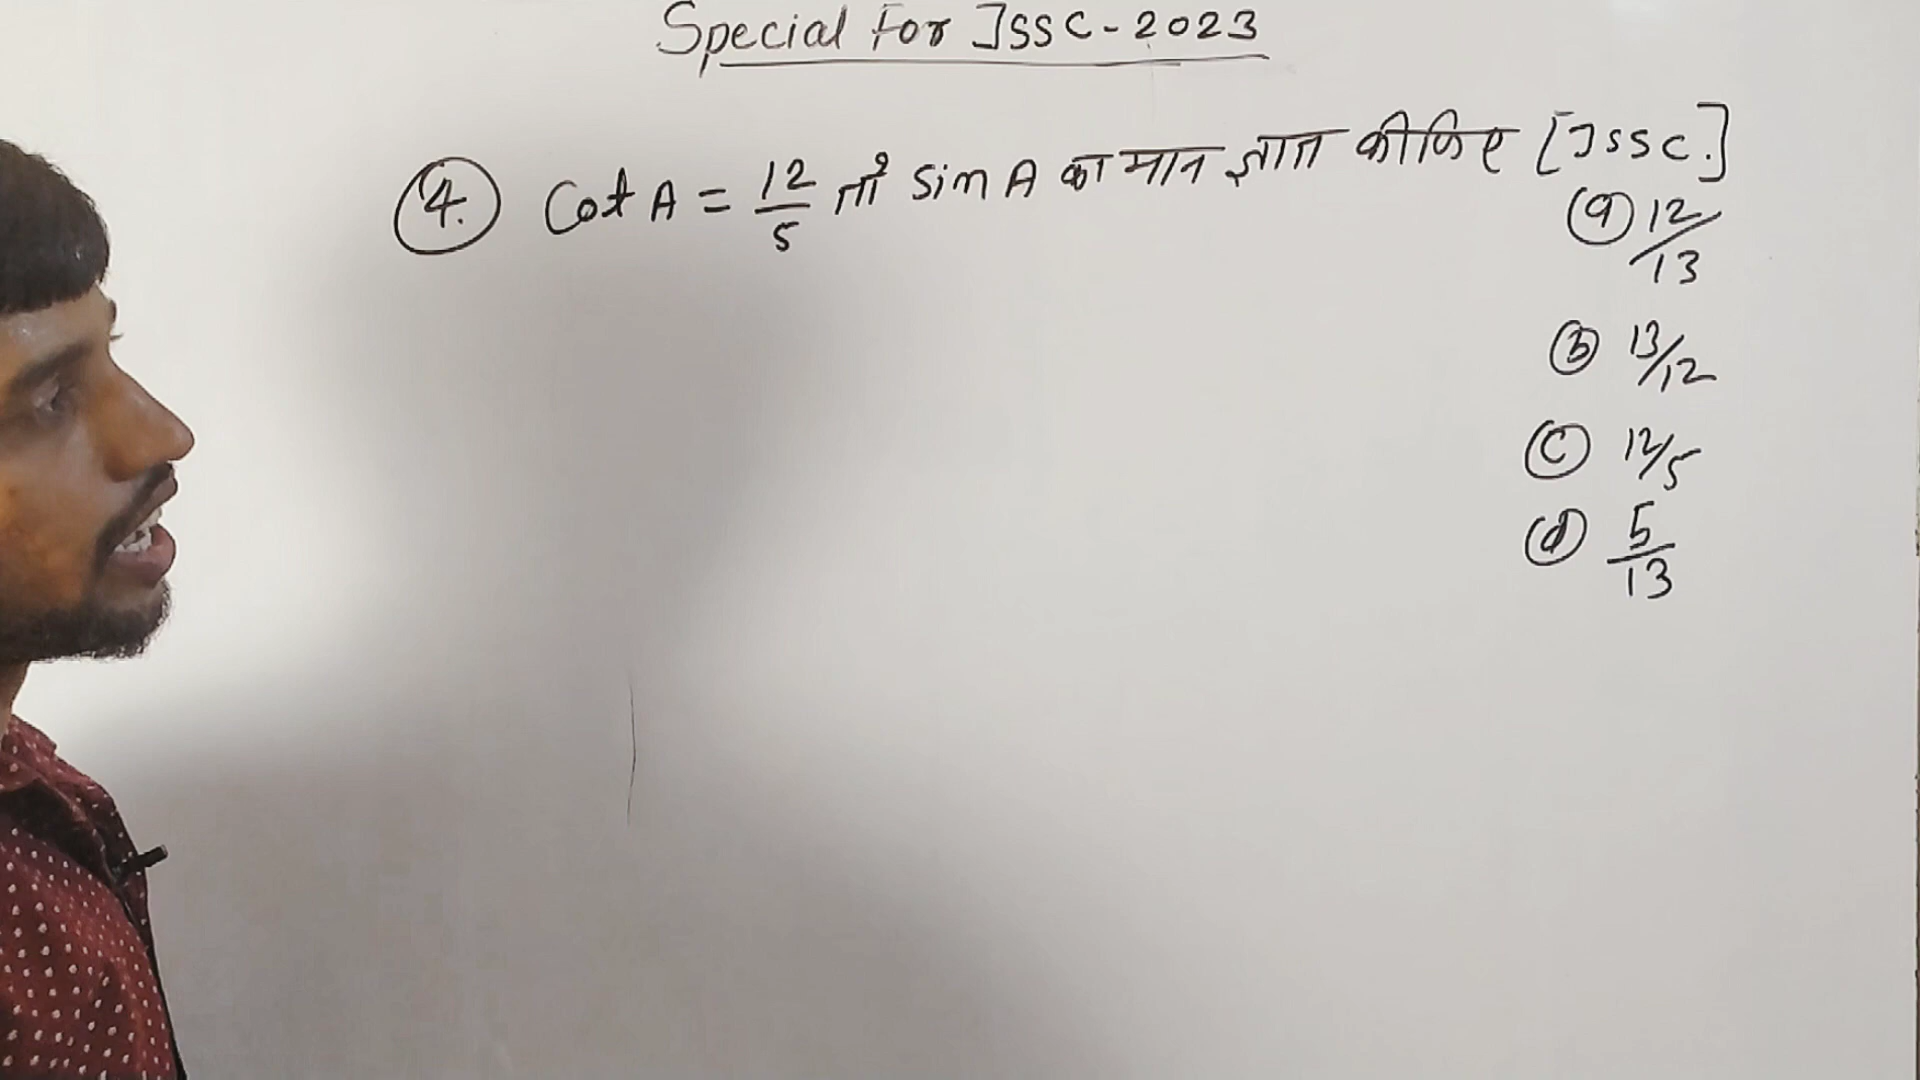 Special For JSSC-2023
4. Cot A = 12/5 तो sin A का मान ज्ञात कीजिए [JSSC.]
(a) 12/13
(b) 13/12
(c) 12/5
(d) 5/13